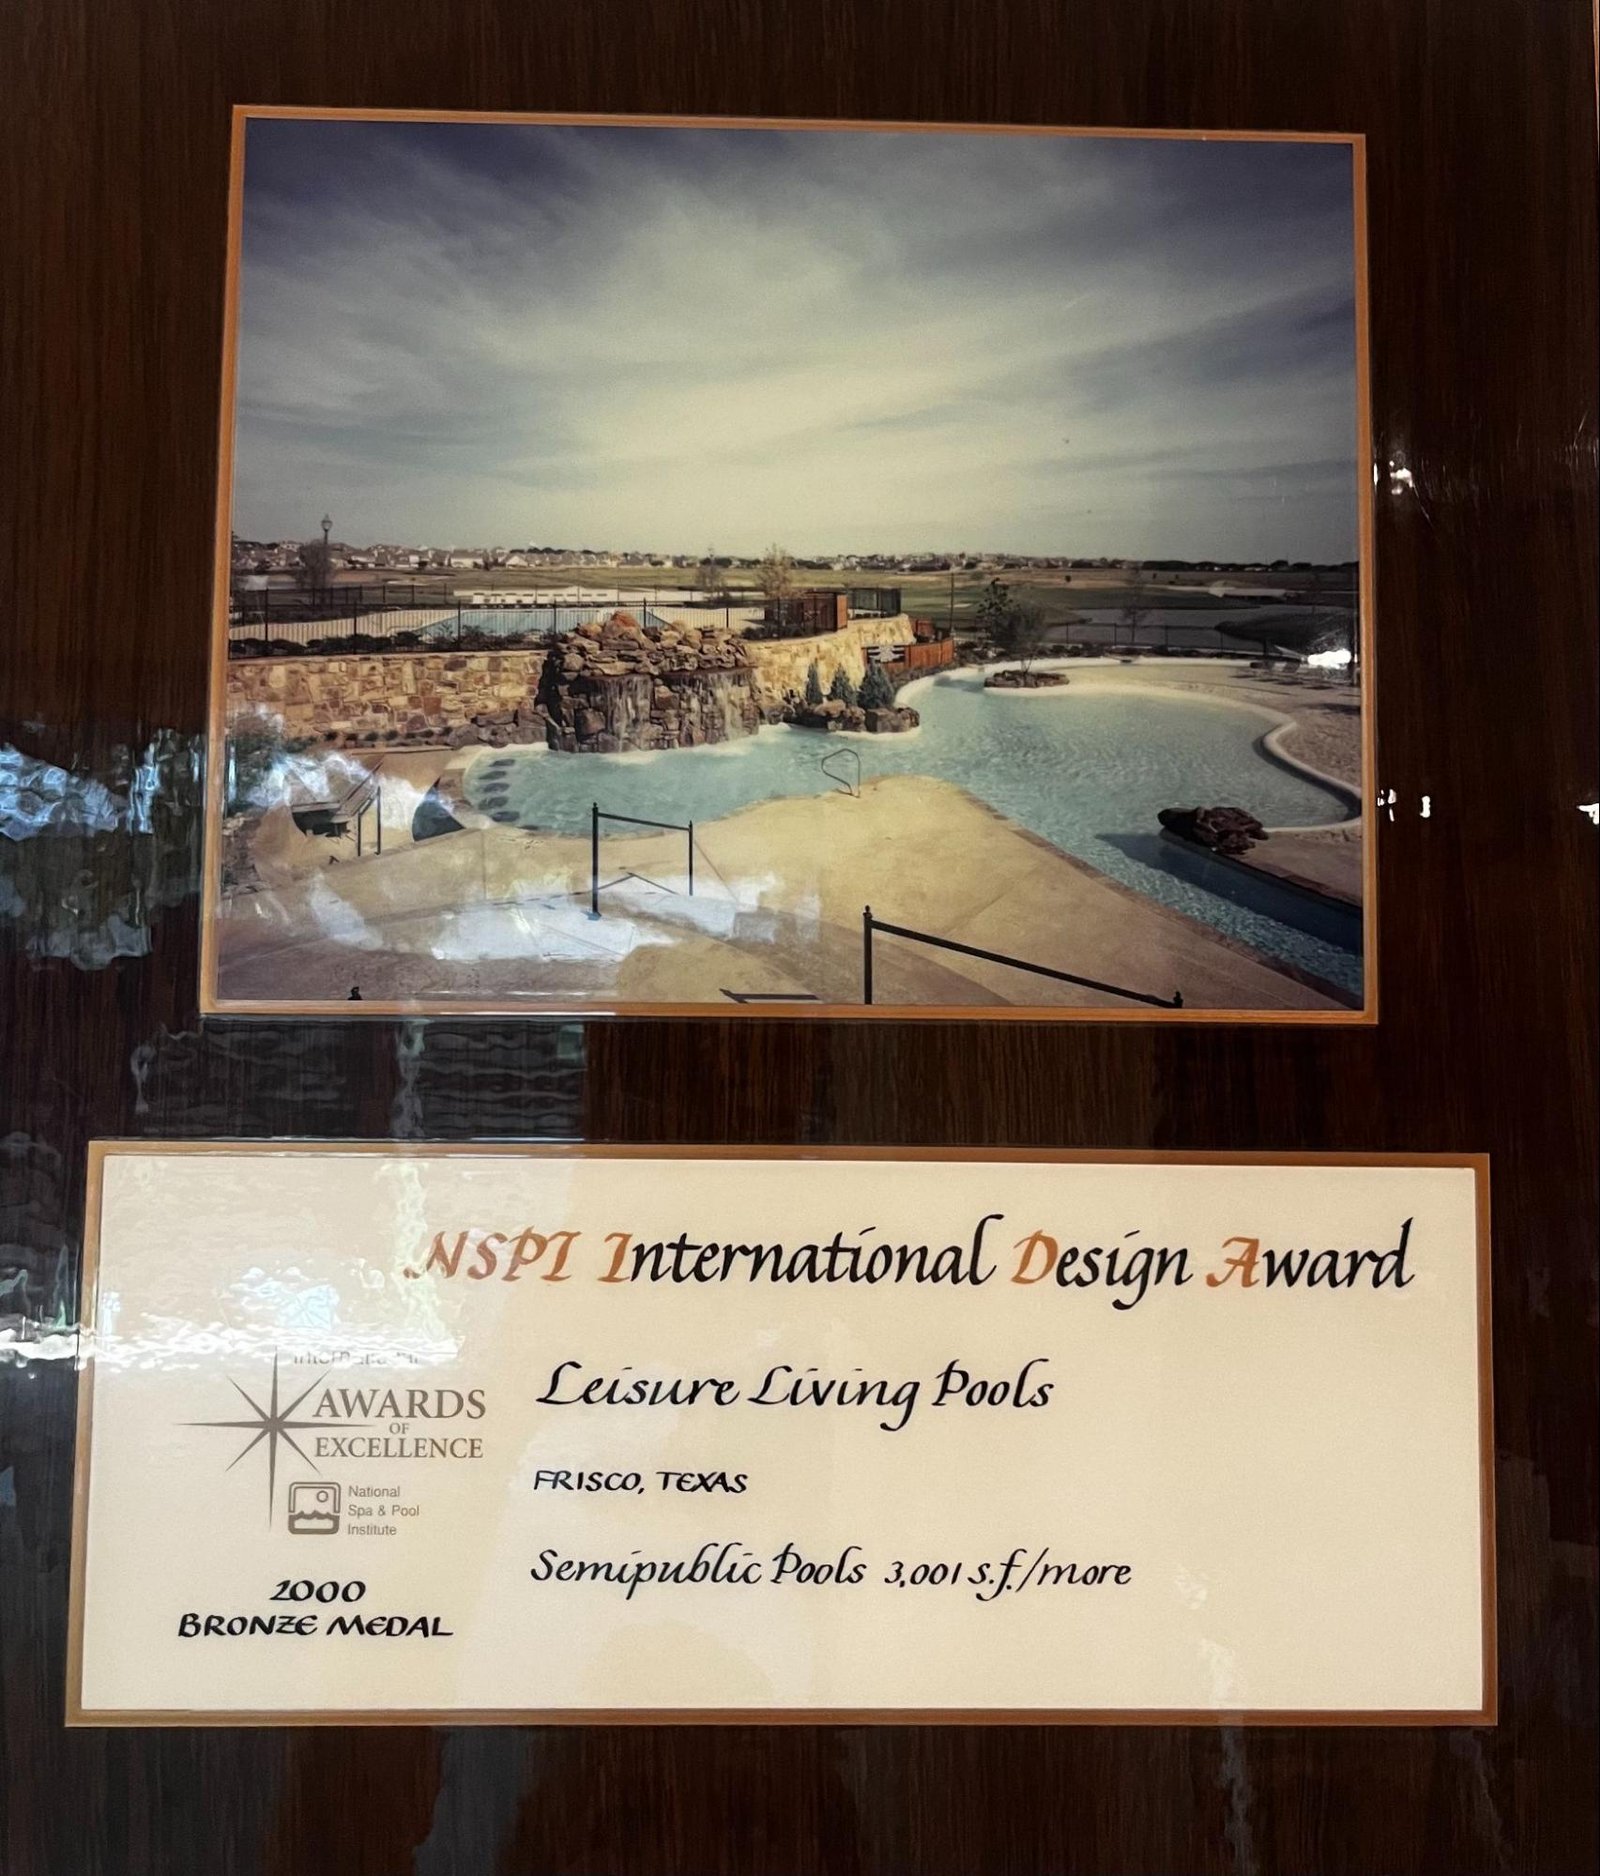 NSPI International Design Award
International
AWARDS
OF
EXCELLENCE
National
Spa & Pool
Institute
2000
BRONZE MEDAL
Leisure Living Pools
FRISCO, TEXAS
Semipublic Pools 3,001 s.f./more